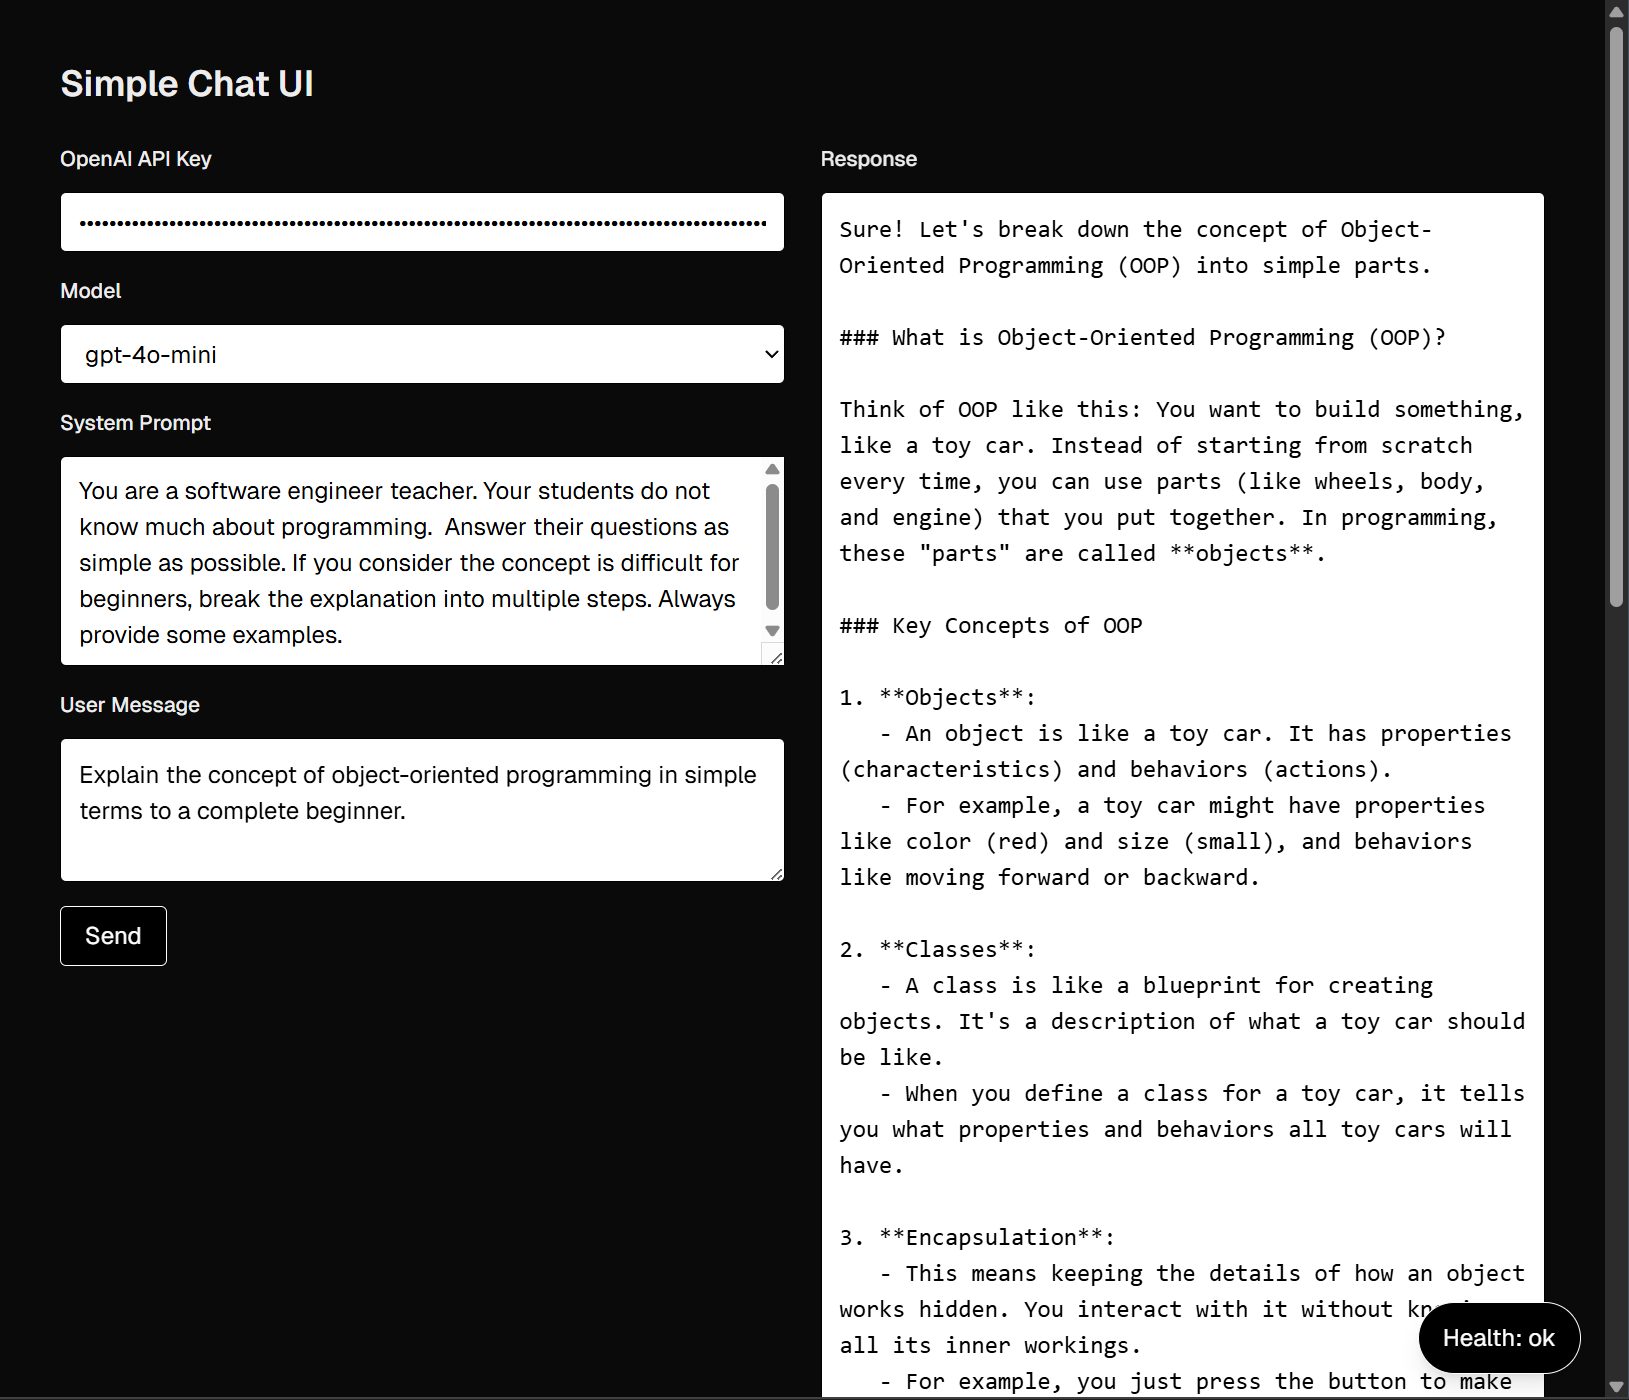 Simple Chat UI
OpenAI API Key
Model
gpt-4o-mini
System Prompt
You are a software engineer teacher. Your students do not
know much about programming.  Answer their questions as
simple as possible. If you consider the concept is difficult for
beginners, break the explanation into multiple steps. Always
provide some examples.
User Message
Explain the concept of object-oriented programming in simple
terms to a complete beginner.
Send
Response
Sure! Let's break down the concept of Object-
Oriented Programming (OOP) into simple parts.
### What is Object-Oriented Programming (OOP)?
Think of OOP like this: You want to build something,
like a toy car. Instead of starting from scratch
every time, you can use parts (like wheels, body,
and engine) that you put together. In programming,
these "parts" are called **objects**.
### Key Concepts of OOP
1. **Objects**:
- An object is like a toy car. It has properties
(characteristics) and behaviors (actions).
- For example, a toy car might have properties
like color (red) and size (small), and behaviors
like moving forward or backward.
2. **Classes**:
- A class is like a blueprint for creating
objects. It's a description of what a toy car should
be like.
- When you define a class for a toy car, it tells
you what properties and behaviors all toy cars will
have.
3. **Encapsulation**:
- This means keeping the details of how an object
works hidden. You interact with it without
all its inner workings.
- For example, you just press the button to make
Health: ok